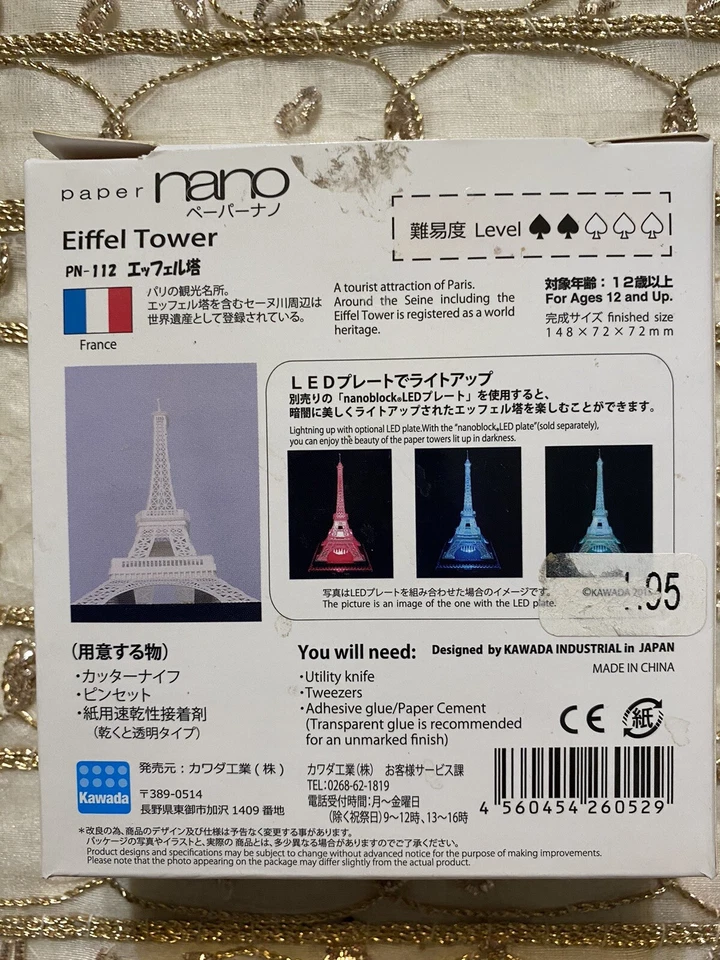 paper nano
ペーパーナノ
Eiffel Tower
PN-112 エッフェル塔
難易度 Level
France
パリの観光名所。
エッフェル塔を含むセーヌ川周辺は
世界遺産として登録されている。
A tourist attraction of Paris.
Around the Seine including the
Eiffel Tower is registered as a world
heritage.
対象年齢：12歳以上
For Ages 12 and Up.
完成サイズ finished size
148×72×72mm
LEDプレートでライトアップ
別売りの「nanoblock®LEDプレート」を使用すると、
暗闇に美しくライトアップされたエッフェル塔を楽しむことができます。
Lightning up with optional LED plate.With the "nanoblock®LED plate"(sold separately),
you can enjoy the beauty of the paper towers lit up in darkness.
写真はLEDプレートを組み合わせた場合のイメージです。
The picture is an image of the one with the LED plate.
©KAWADA 2015
.95
(用意する物)
・カッターナイフ
・ピンセット
・紙用速乾性接着剤
(乾くと透明タイプ)
You will need:
・Utility knife
・Tweezers
・Adhesive glue/Paper Cement
(Transparent glue is recommended
for an unmarked finish)
Designed by KAWADA INDUSTRIAL in JAPAN
MADE IN CHINA
CE 紙
Kawada
発売元：カワダ工業(株)
〒389-0514
長野県東御市加沢 1409 番地
カワダ工業(株) お客様サービス課
TEL:0268-62-1819
電話受付時間：月〜金曜日
(除く祝祭日)9〜12時、13〜16時
4 560454 260529
＊改良の為、商品のデザイン及び仕様は予告なく変更する事があります。
パッケージの写真やイラストと、実際の商品とは、多少異なる場合がありますのでご了承ください。
Product designs and specifications may be subject to change without advanced notice for the purpose of making improvements.
Please note that the photo appearing on the package may differ slightly from the actual product.